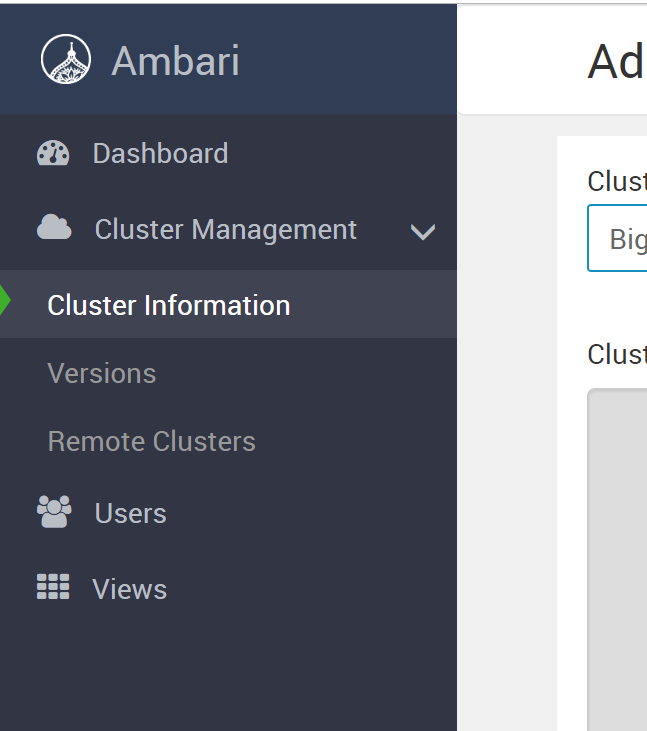 Ambari
Ad
Dashboard
Clust
Cluster Management
Big
Cluster Information
Clust
Versions
Remote Clusters
Users
Views